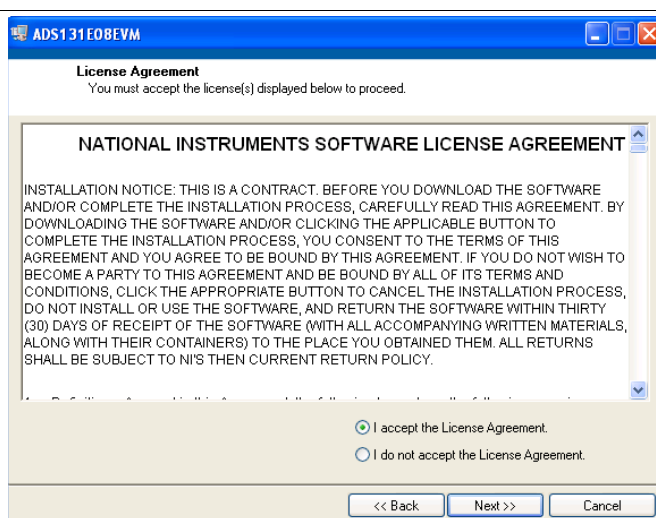 ADS131E08EVM
License Agreement
You must accept the license(s) displayed below to proceed.
NATIONAL INSTRUMENTS SOFTWARE LICENSE AGREEMENT
INSTALLATION NOTICE: THIS IS A CONTRACT. BEFORE YOU DOWNLOAD THE SOFTWARE
AND/OR COMPLETE THE INSTALLATION PROCESS, CAREFULLY READ THIS AGREEMENT. BY
DOWNLOADING THE SOFTWARE AND/OR CLICKING THE APPLICABLE BUTTON TO
COMPLETE THE INSTALLATION PROCESS, YOU CONSENT TO THE TERMS OF THIS
AGREEMENT AND YOU AGREE TO BE BOUND BY THIS AGREEMENT. IF YOU DO NOT WISH TO
BECOME A PARTY TO THIS AGREEMENT AND BE BOUND BY ALL OF ITS TERMS AND
CONDITIONS, CLICK THE APPROPRIATE BUTTON TO CANCEL THE INSTALLATION PROCESS,
DO NOT INSTALL OR USE THE SOFTWARE, AND RETURN THE SOFTWARE WITHIN THIRTY
(30) DAYS OF RECEIPT OF THE SOFTWARE (WITH ALL ACCOMPANYING WRITTEN MATERIALS,
ALONG WITH THEIR CONTAINERS) TO THE PLACE YOU OBTAINED THEM. ALL RETURNS
SHALL BE SUBJECT TO NI'S THEN CURRENT RETURN POLICY.
I accept the License Agreement.
I do not accept the License Agreement.
<< Back Next >> Cancel